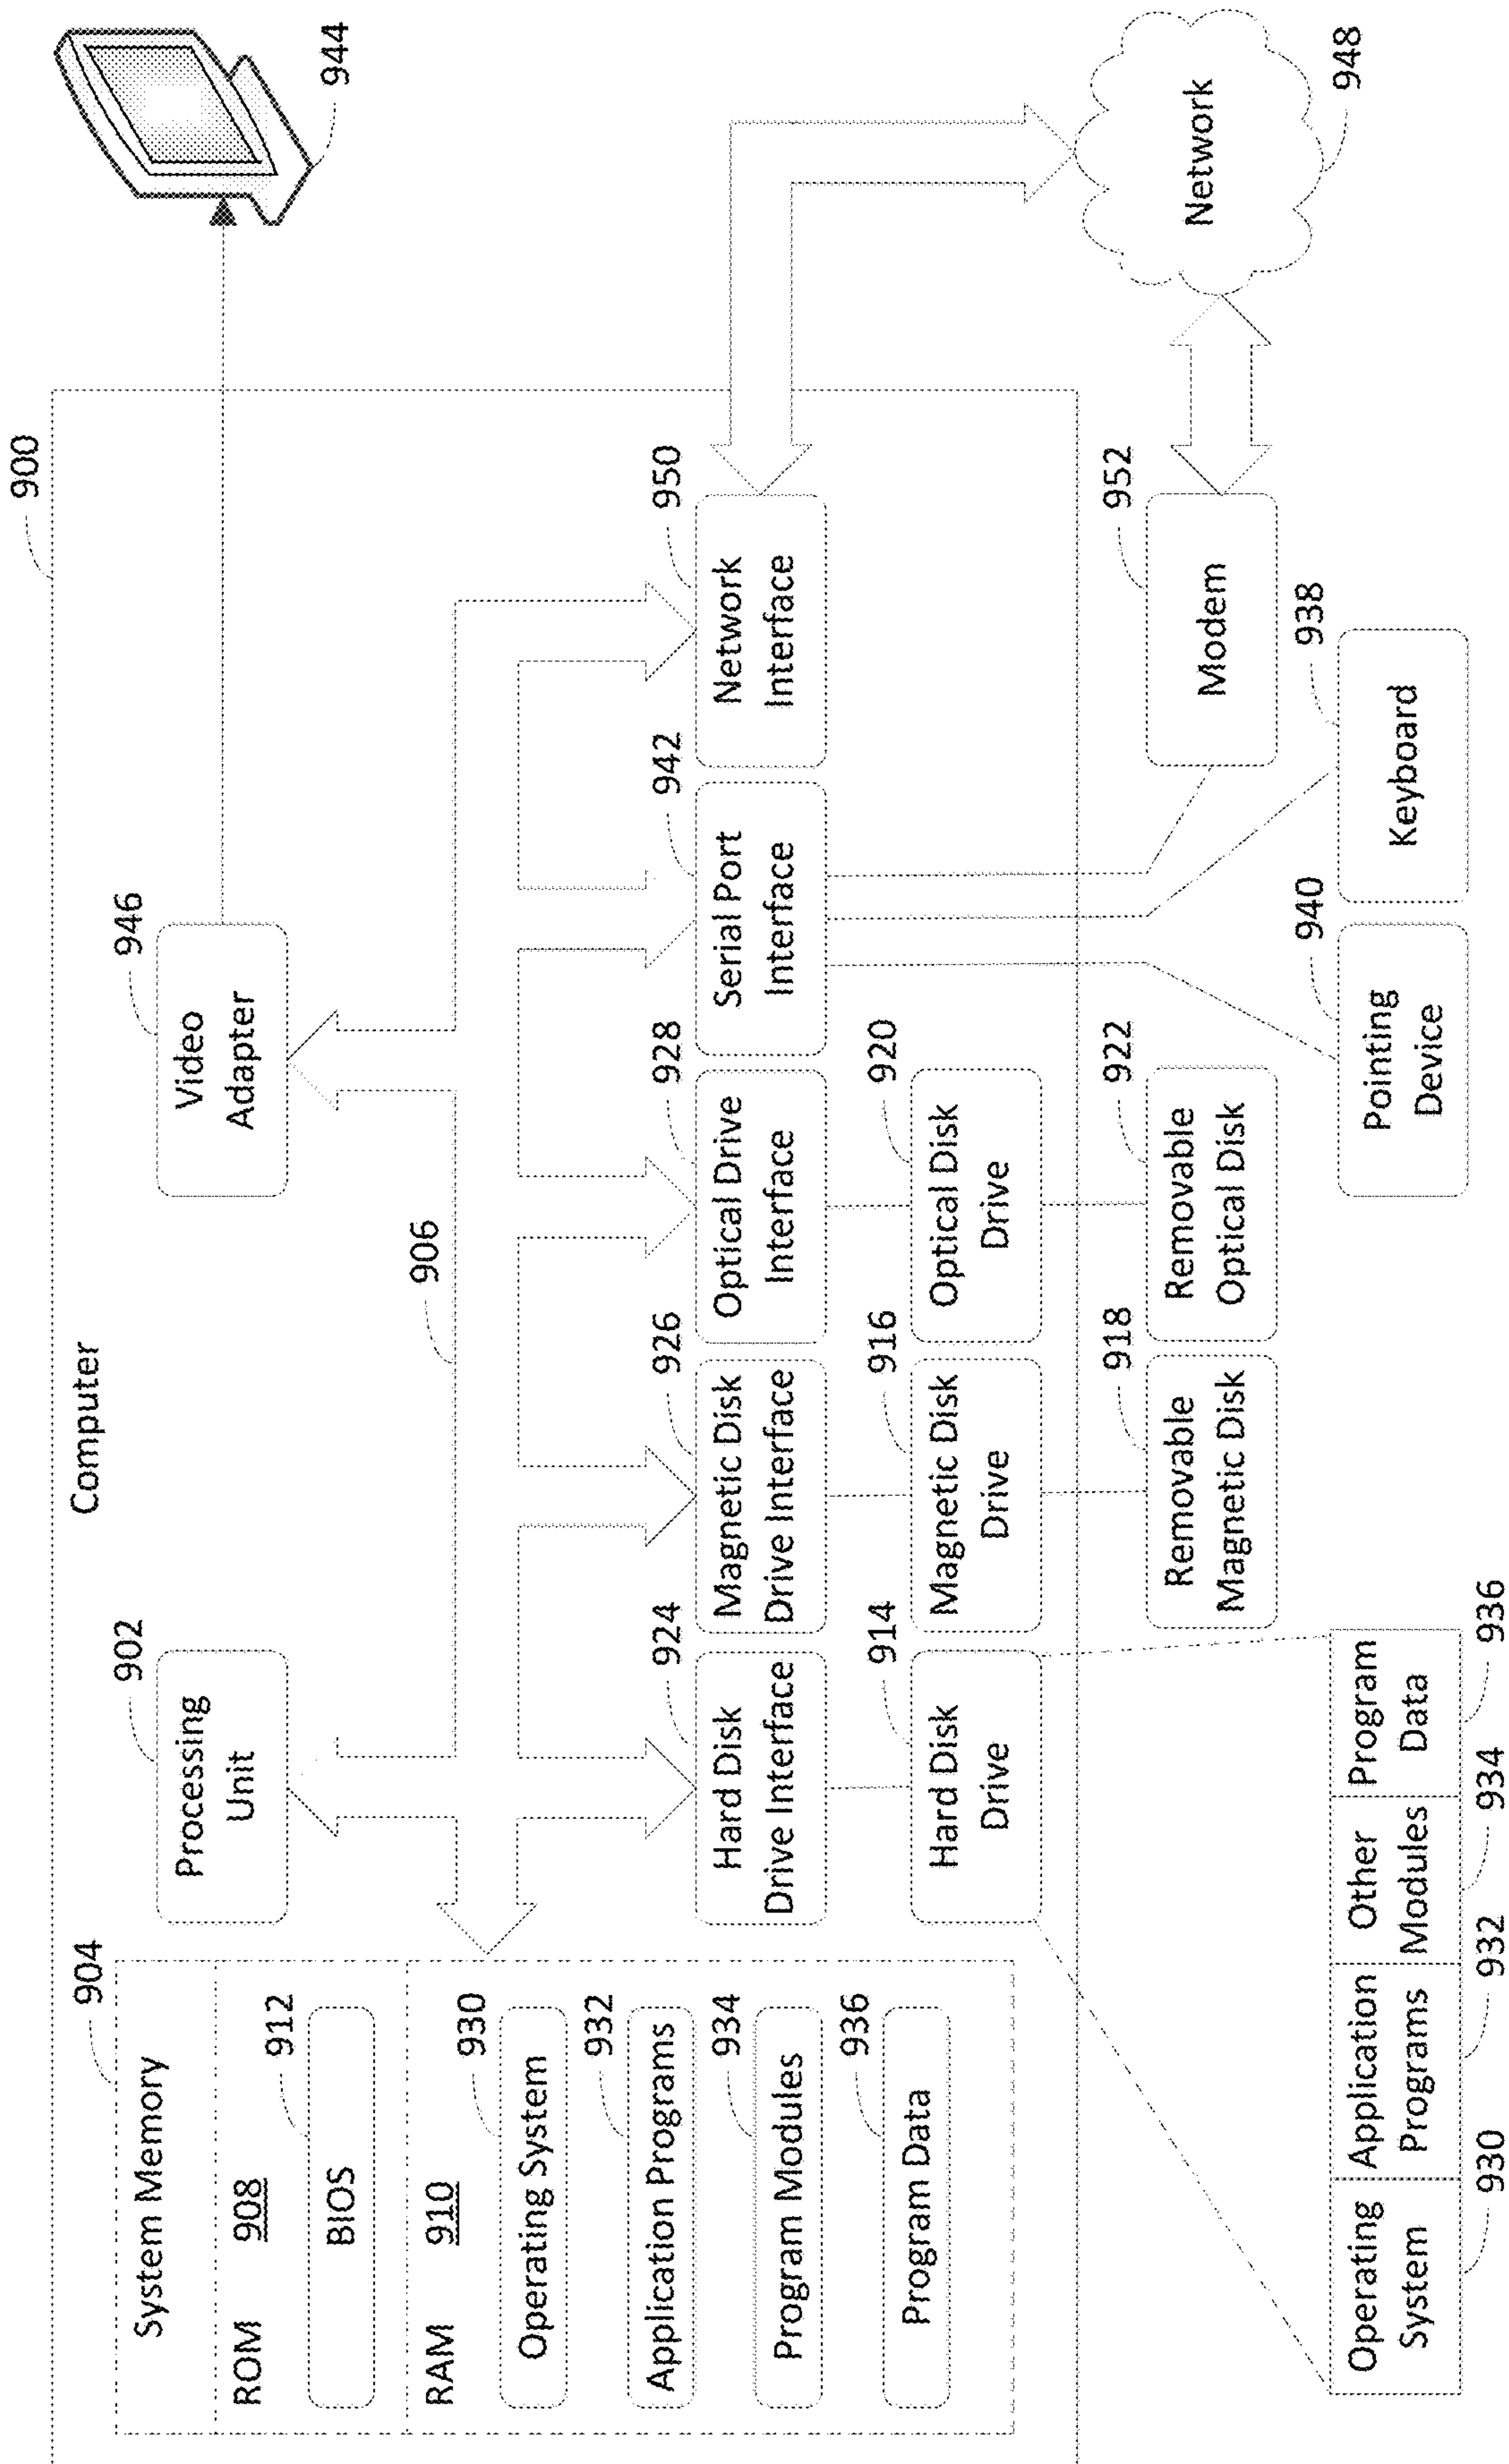 900
Computer
904
System Memory
ROM 908
912
BIOS
RAM 910
930
Operating System
932
Application Programs
934
Program Modules
936
Program Data
902
Processing
Unit
946
Video
Adapter
944
906
924
Hard Disk
Drive Interface
926
Magnetic Disk
Drive Interface
928
Optical Drive
Interface
942
Serial Port
Interface
950
Network
Interface
914
Hard Disk
Drive
916
Magnetic Disk
Drive
920
Optical Disk
Drive
918
Removable
Magnetic Disk
922
Removable
Optical Disk
952
Modem
Network
948
940
Pointing
Device
938
Keyboard
Operating
System
Application
Programs
Other
Modules
Program
Data
930
932
934
936